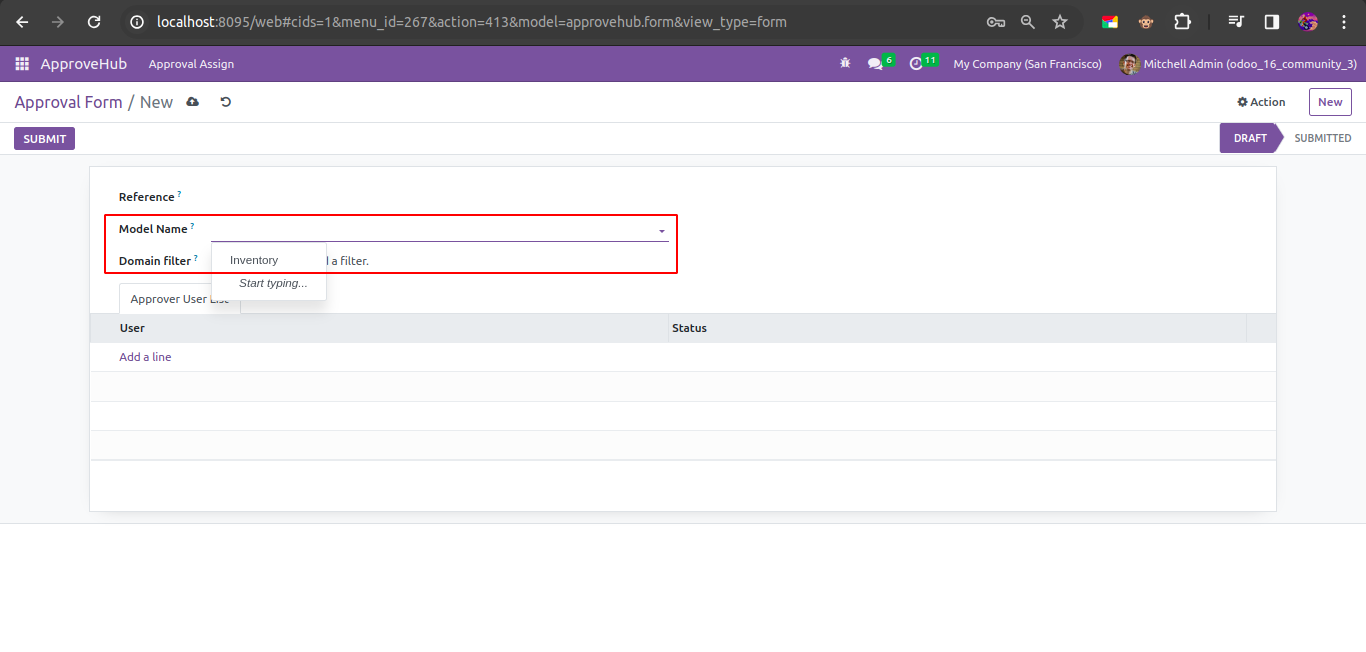 localhost:8095/web#cids=1&menu_id=267&action=413&model=approvehub.form&view_type=form
ApproveHub Approval Assign 6 11 My Company (San Francisco) Mitchell Admin (odoo_16_community_3)
Approval Form / New Action New
SUBMIT DRAFT SUBMITTED
Reference ?
Model Name ?
Domain filter ? Inventory a filter.
Start typing...
Approver User
User Status
Add a line